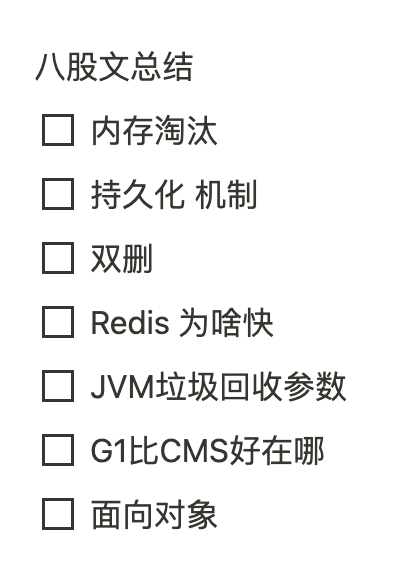 八股文总结
内存淘汰
持久化 机制
双删
Redis 为啥快
JVM垃圾回收参数
G1比CMS好在哪
面向对象